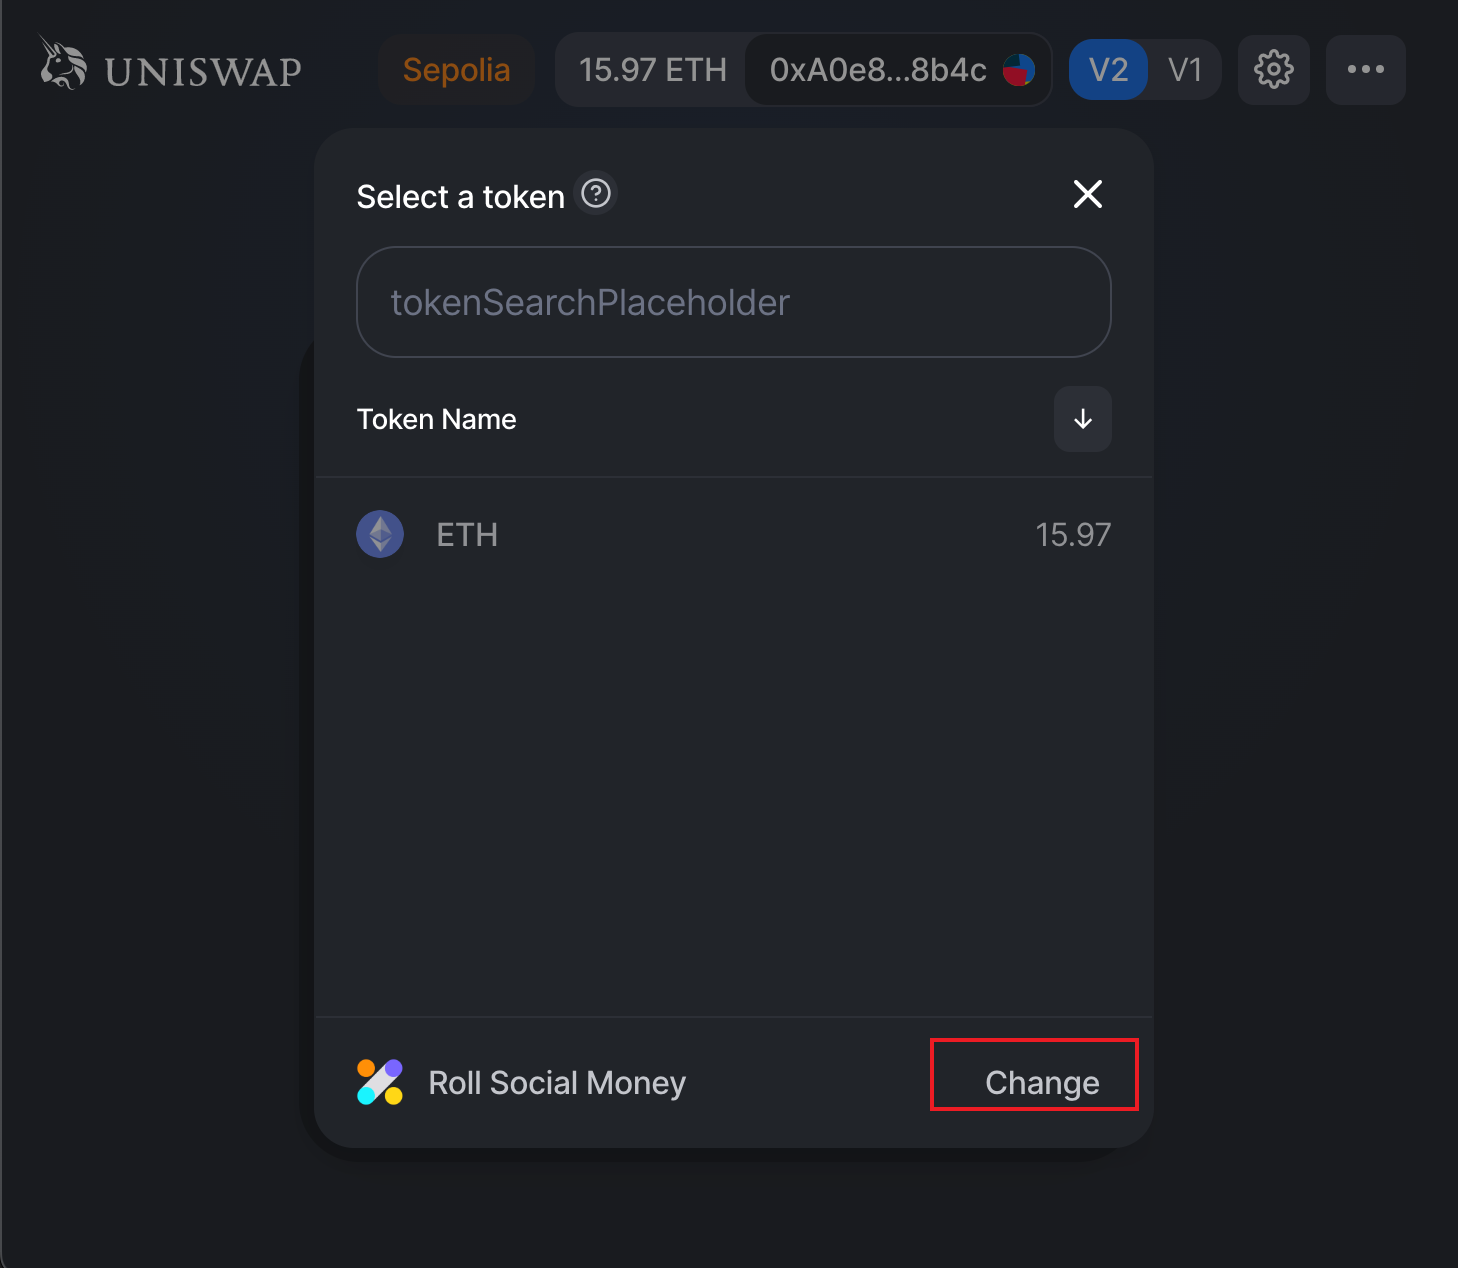 UNISWAP Sepolia 15.97 ETH 0xA0e8...8b4c V2 V1
Select a token
tokenSearchPlaceholder
Token Name
ETH 15.97
Roll Social Money Change